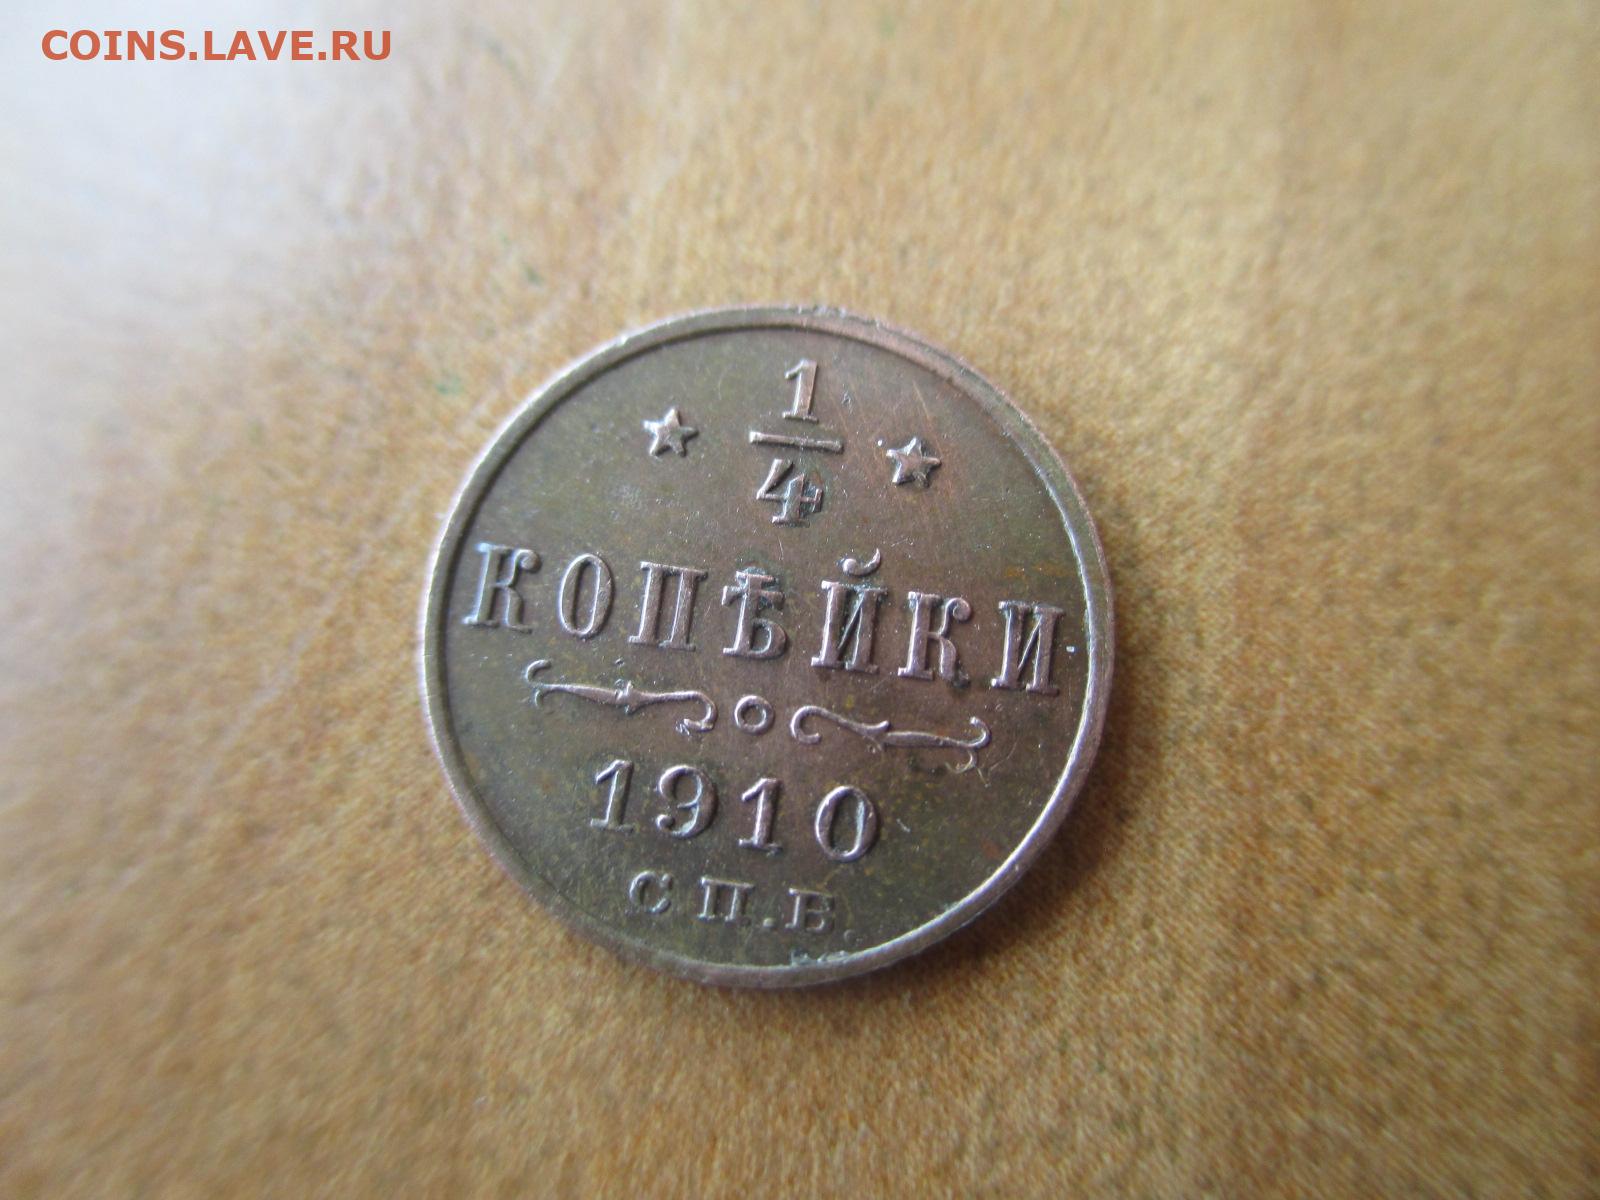 COINS.LAVE.RU
1
4
КОПѢЙКИ
1910
С П.Б.